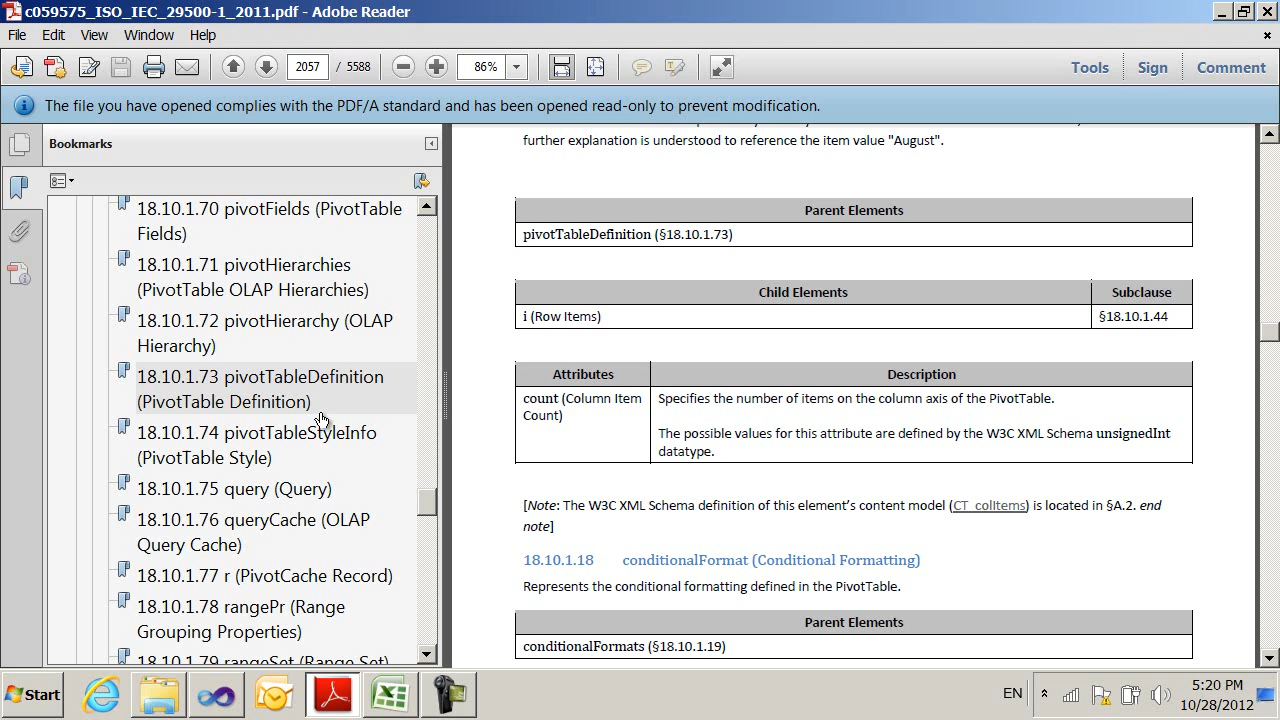 c059575_ISO_IEC_29500-1_2011.pdf - Adobe Reader
File Edit View Window Help
2057 / 5588 86% Tools Sign Comment
The file you have opened complies with the PDF/A standard and has been opened read-only to prevent modification.
Bookmarks
18.10.1.70 pivotFields (PivotTable
Fields)
18.10.1.71 pivotHierarchies
(PivotTable OLAP Hierarchies)
18.10.1.72 pivotHierarchy (OLAP
Hierarchy)
18.10.1.73 pivotTableDefinition
(PivotTable Definition)
18.10.1.74 pivotTableStyleInfo
(PivotTable Style)
18.10.1.75 query (Query)
18.10.1.76 queryCache (OLAP
Query Cache)
18.10.1.77 r (PivotCache Record)
18.10.1.78 rangePr (Range
Grouping Properties)
18.10.1.79 rangeSet (Range Set)
further explanation is understood to reference the item value "August".
Parent Elements
pivotTableDefinition (§18.10.1.73)
Child Elements Subclause
i (Row Items) §18.10.1.44
Attributes Description
count (Column Item Specifies the number of items on the column axis of the PivotTable.
Count)
The possible values for this attribute are defined by the W3C XML Schema unsignedInt
datatype.
[Note: The W3C XML Schema definition of this element's content model (CT_colItems) is located in §A.2. end
note]
18.10.1.18 conditionalFormat (Conditional Formatting)
Represents the conditional formatting defined in the PivotTable.
Parent Elements
conditionalFormats (§18.10.1.19)
Start
EN
5:20 PM
10/28/2012